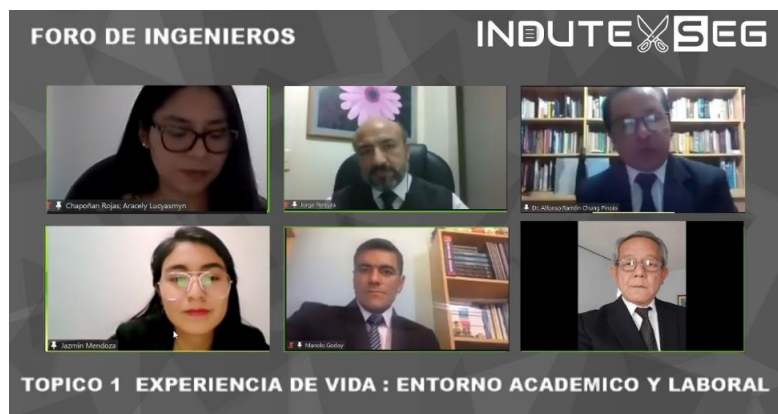 FORO DE INGENIEROS
INDUTEXSEG
Chapoñan Rojas; Aracely Lucyasmyn
Jorge
Dr. Alfonso Ramón Chung Pinzás
Jazmin Mendoza
Manolo Godoy
TOPICO 1 EXPERIENCIA DE VIDA : ENTORNO ACADEMICO Y LABORAL